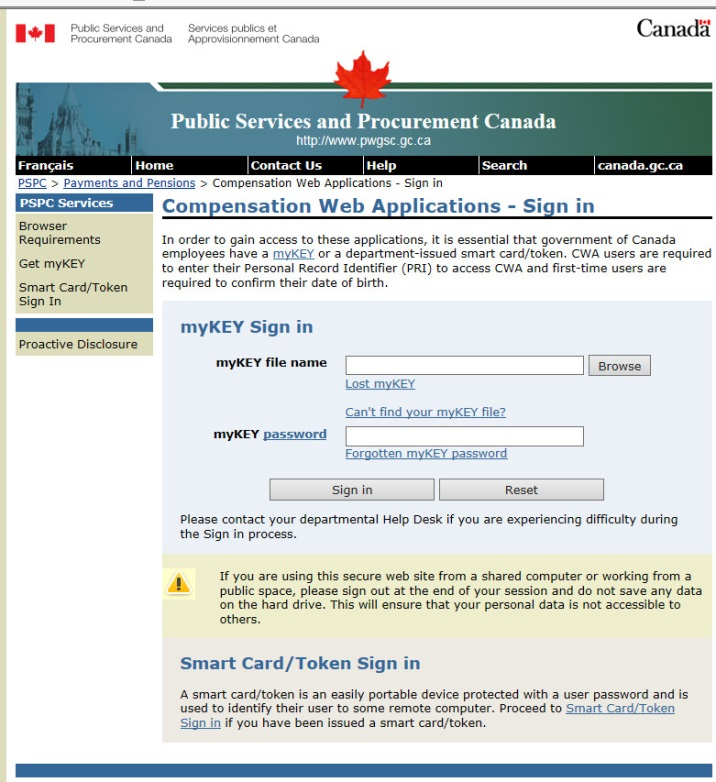 Public Services and Services publics et
Procurement Canada Approvisionnement Canada
Canada
Public Services and Procurement Canada
http://www.pwgsc.gc.ca
Français Home Contact Us Help Search canada.gc.ca
PSPC > Payments and Pensions > Compensation Web Applications - Sign in
PSPC Services
Browser
Requirements
Get myKEY
Smart Card/Token
Sign In
Proactive Disclosure
Compensation Web Applications - Sign in
In order to gain access to these applications, it is essential that government of Canada
employees have a myKEY or a department-issued smart card/token. CWA users are required
to enter their Personal Record Identifier (PRI) to access CWA and first-time users are
required to confirm their date of birth.
myKEY Sign in
myKEY file name Browse
Lost myKEY
Can't find your myKEY file?
myKEY password
Forgotten myKEY password
Sign in Reset
Please contact your departmental Help Desk if you are experiencing difficulty during
the Sign in process.
If you are using this secure web site from a shared computer or working from a
public space, please sign out at the end of your session and do not save any data
on the hard drive. This will ensure that your personal data is not accessible to
others.
Smart Card/Token Sign in
A smart card/token is an easily portable device protected with a user password and is
used to identify their user to some remote computer. Proceed to Smart Card/Token
Sign in if you have been issued a smart card/token.